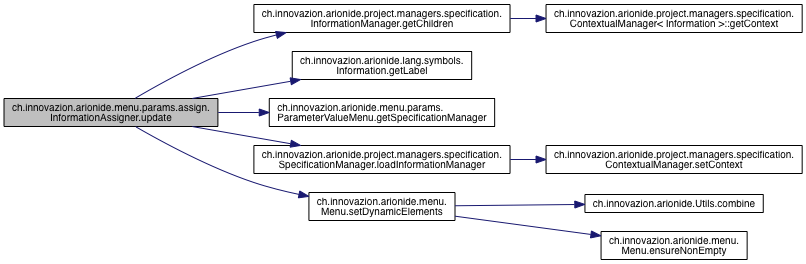 ch.innovazion.arionide.project.managers.specification.
InformationManager.getChildren
ch.innovazion.arionide.project.managers.specification.
ContextualManager< Information >::getContext
ch.innovazion.arionide.lang.symbols.
Information.getLabel
ch.innovazion.arionide.menu.params.assign.
InformationAssigner.update
ch.innovazion.arionide.menu.params.
ParameterValueMenu.getSpecificationManager
ch.innovazion.arionide.project.managers.specification.
SpecificationManager.loadInformationManager
ch.innovazion.arionide.project.managers.specification.
ContextualManager.setContext
ch.innovazion.arionide.menu.
Menu.setDynamicElements
ch.innovazion.arionide.Utils.combine
ch.innovazion.arionide.menu.
Menu.ensureNonEmpty